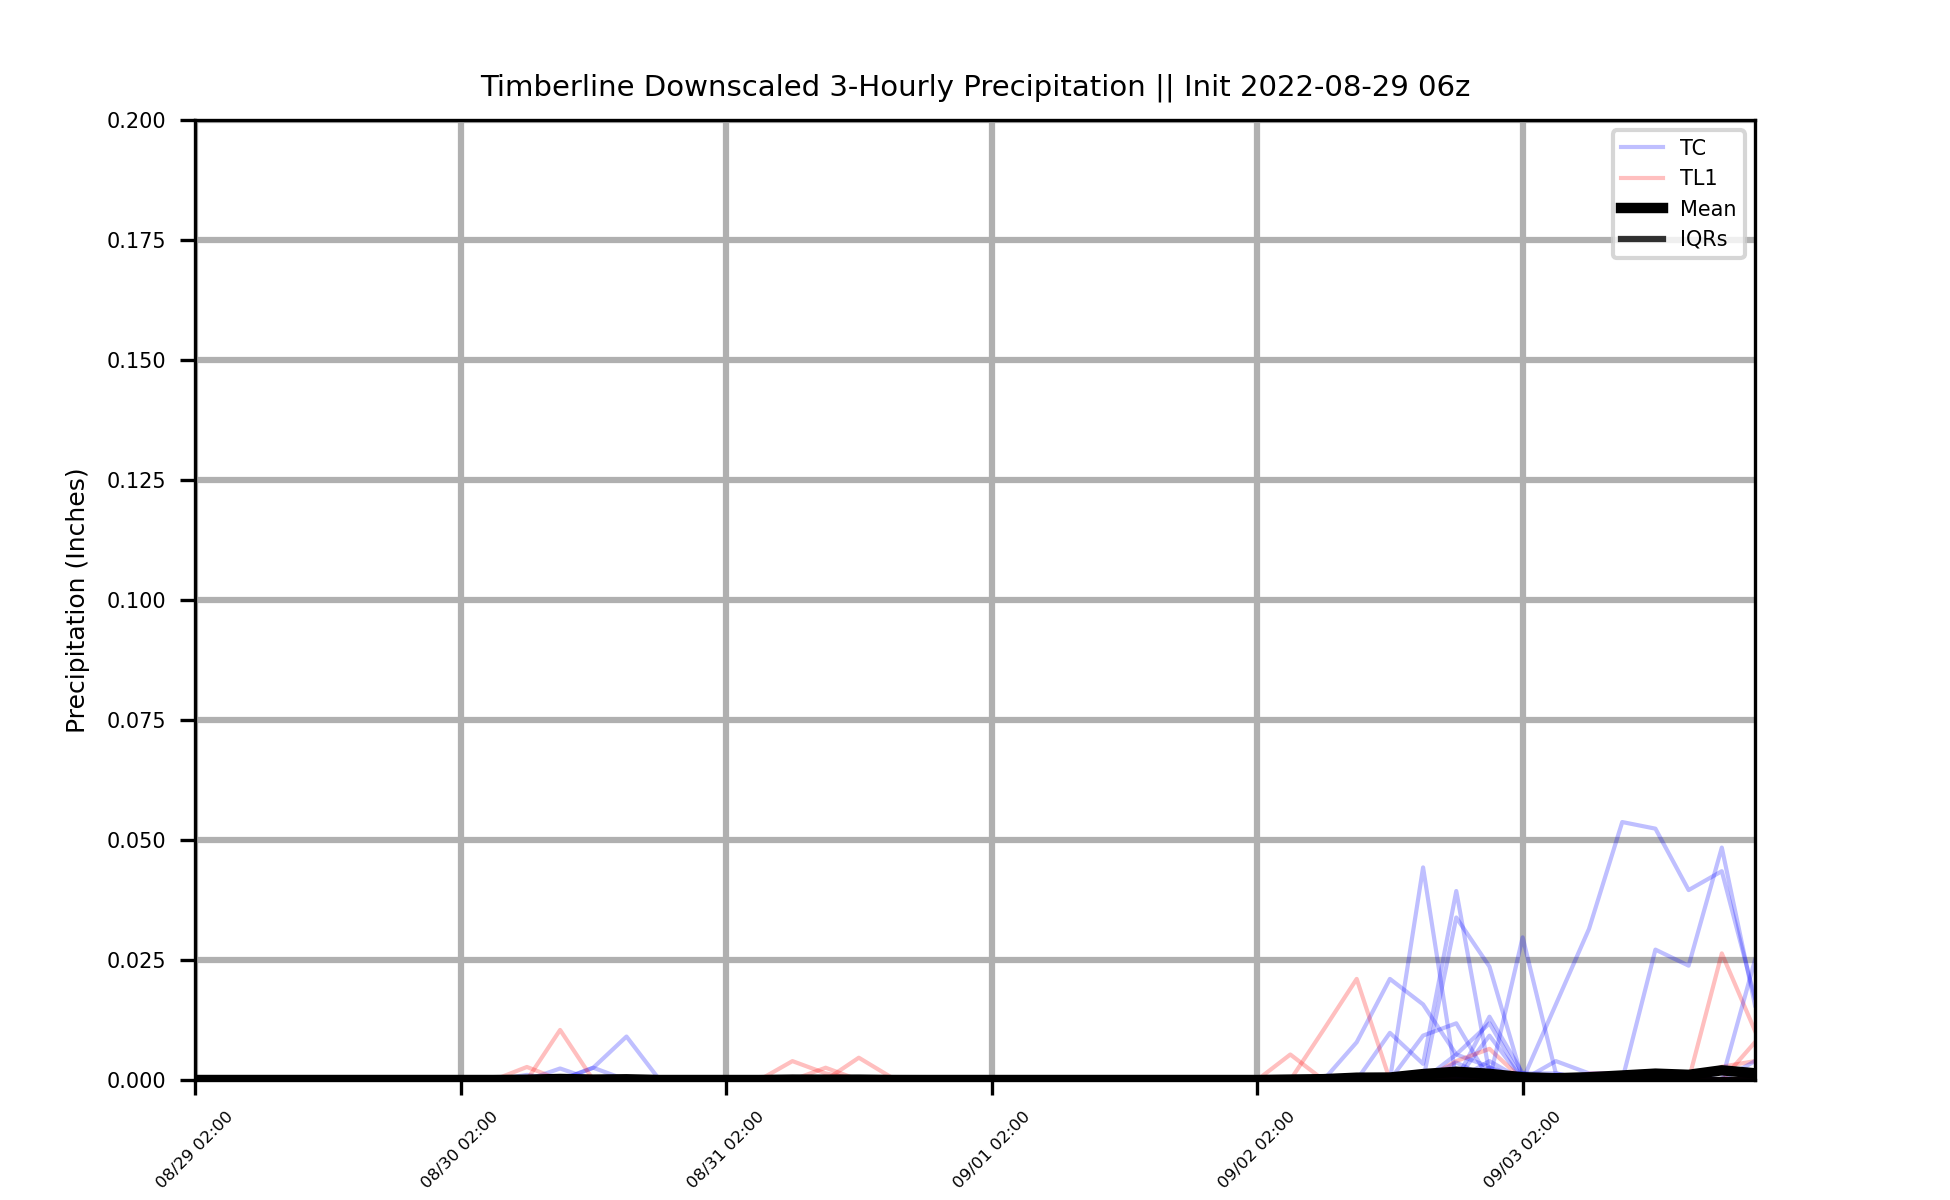 Timberline Downscaled 3-Hourly Precipitation || Init 2022-08-29 06z
0.200
0.175
0.150
0.125
0.100
0.075
0.050
0.025
0.000
Precipitation (Inches)
TC
TL1
Mean
IQRs
08/29 02:00
08/30 02:00
08/31 02:00
09/01 02:00
09/02 02:00
09/03 02:00